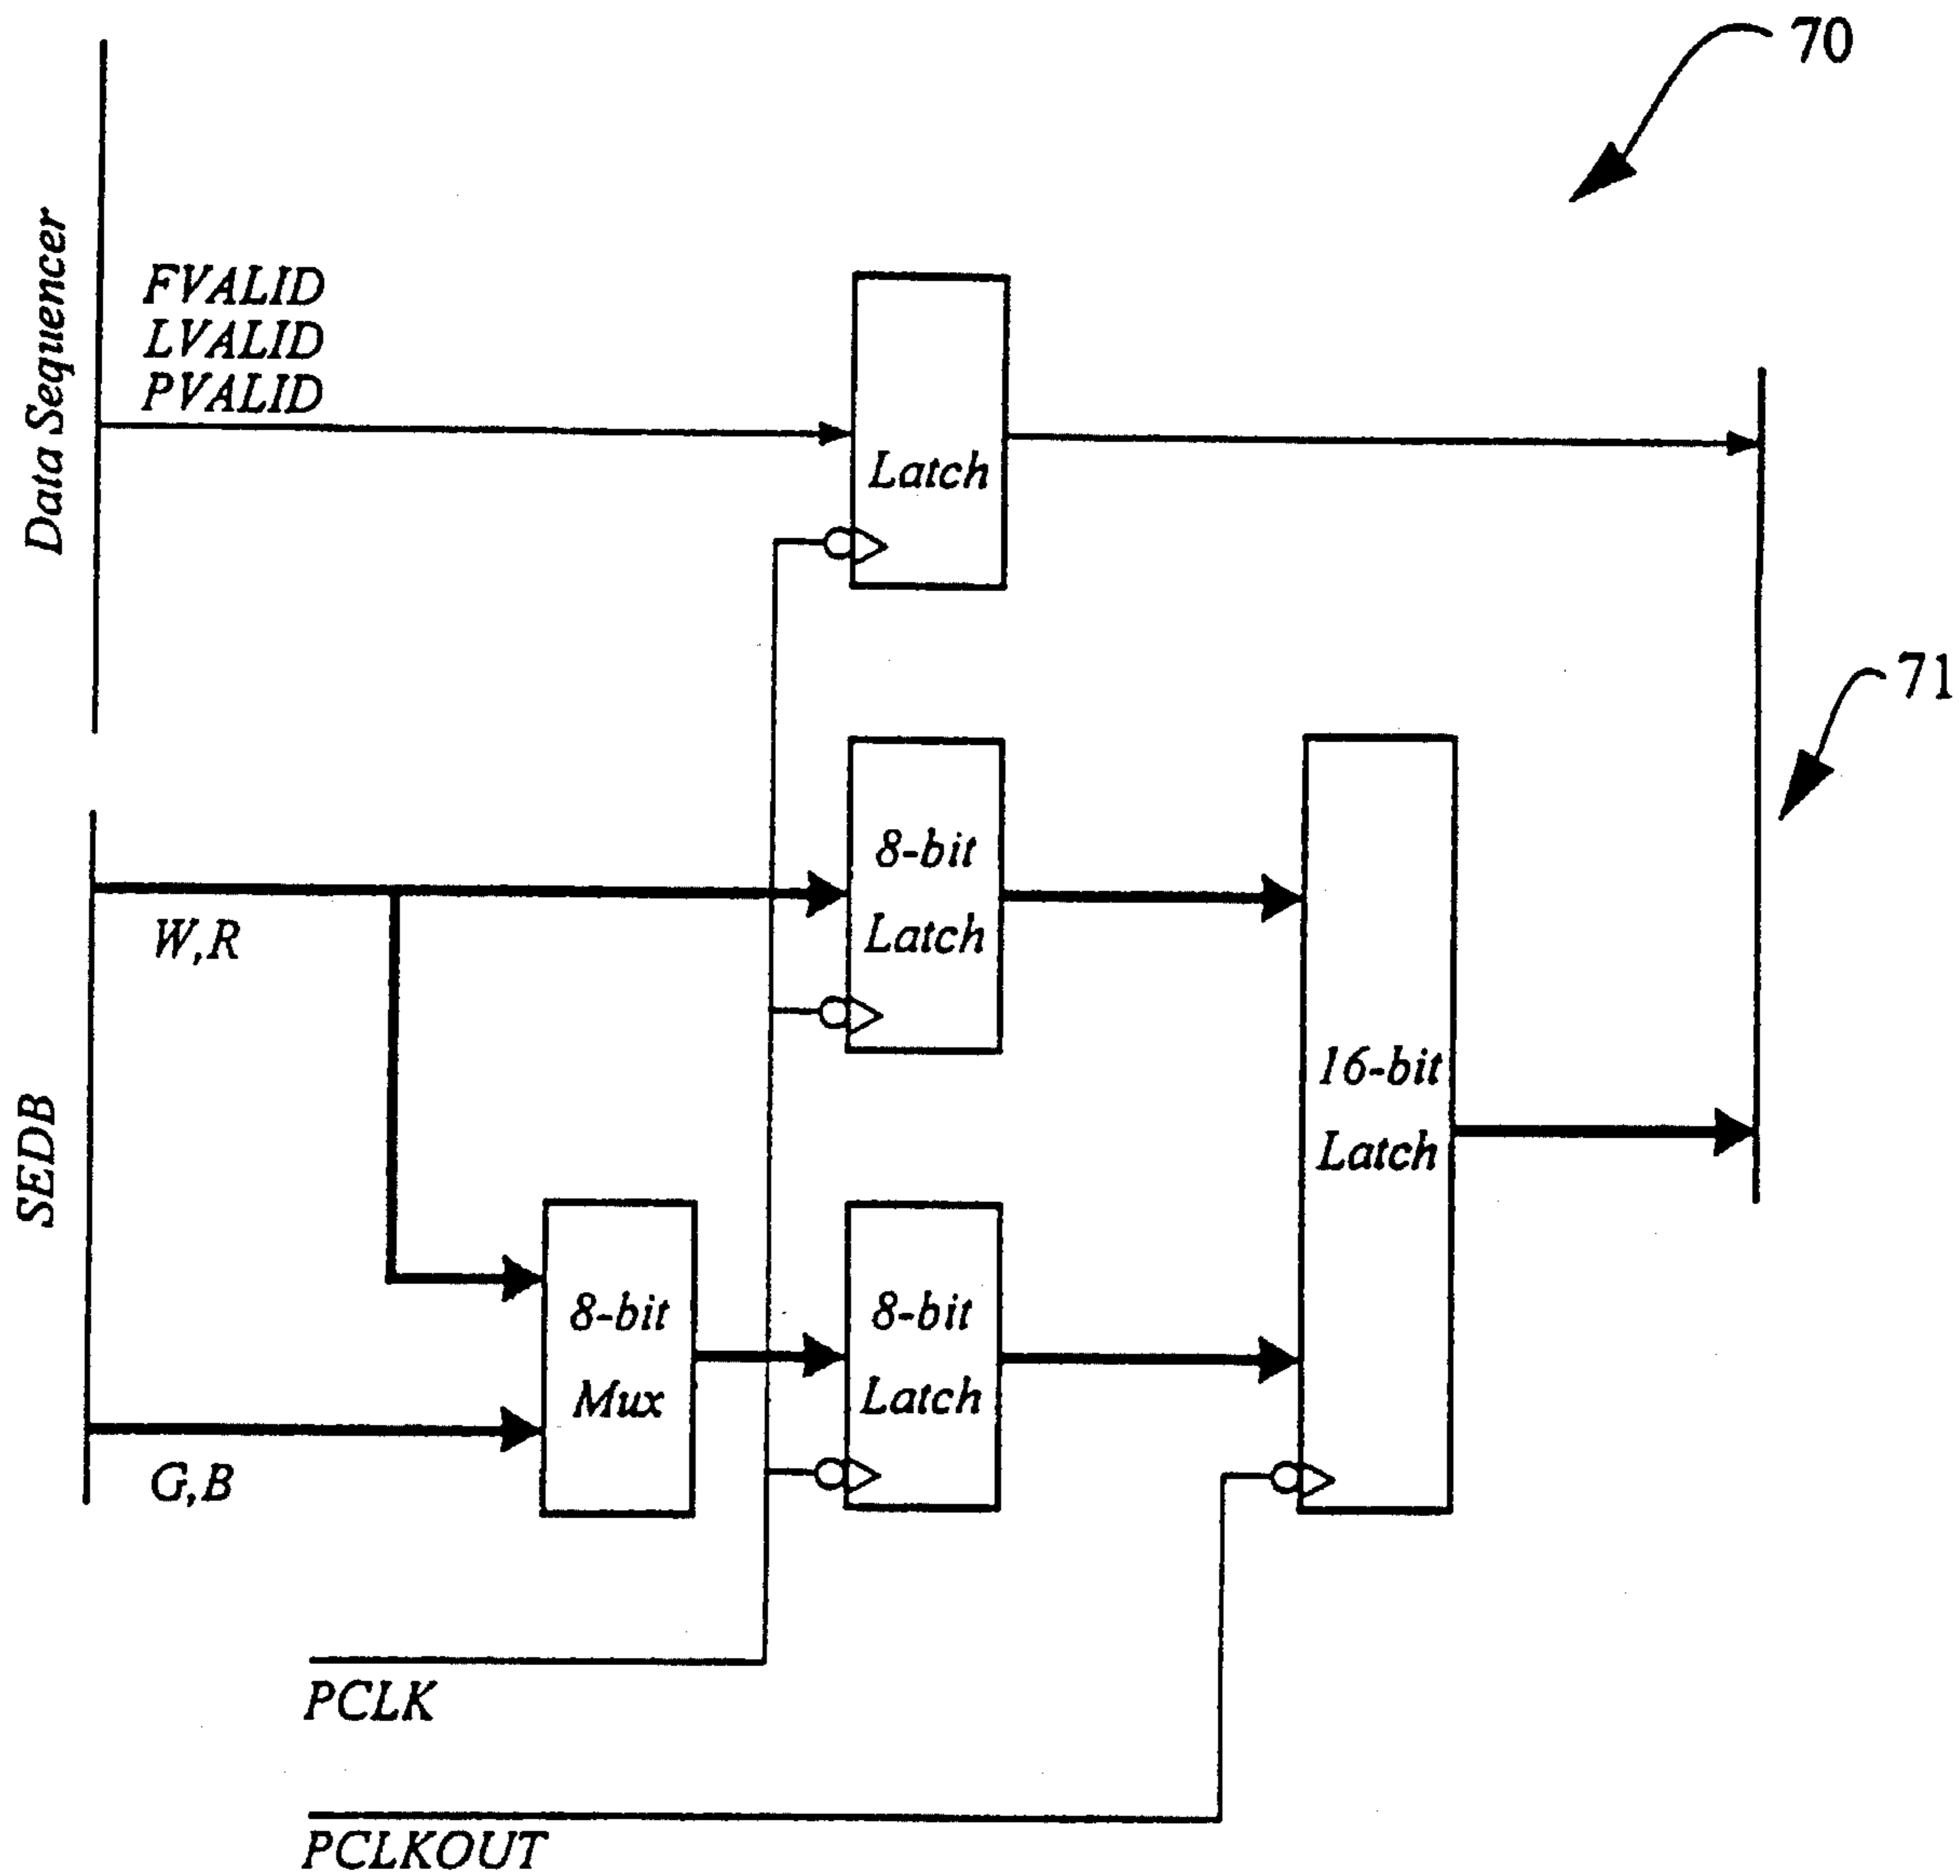 70
Data Sequencer
FVALID
LVALID
PVALID
Latch
71
8-bit
Latch
W,R
SEDB
16-bit
Latch
8-bit
Mux
8-bit
Latch
G,B
PCLK
PCLKOUT